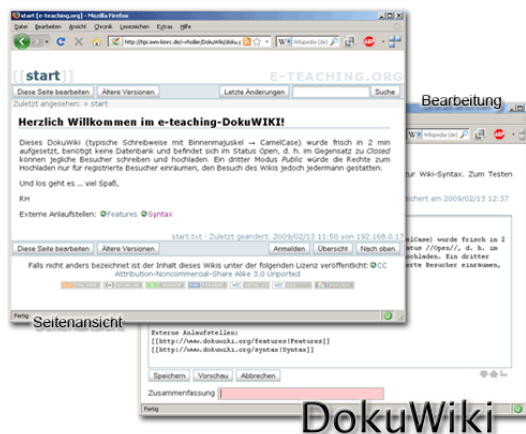 start [e-teaching.org] - Mozilla Firefox
Datei Bearbeiten Ansicht Chronik Lesezeichen Extras Hilfe
Wikipedia (de)
[[start]]
E-TEACHING.ORG
Diese Seite bearbeiten Ältere Versionen Letzte Änderungen Suche
Zuletzt angesehen: » start
Herzlich Willkommen im e-teaching-DokuWIKI!
Dieses DokuWiki (typische Schreibweise mit Binnenmajuskel → CamelCase) wurde frisch in 2 min
aufgesetzt, benötigt keine Datenbank und befindet sich im Status Open, d. h. im Gegensatz zu Closed
können jegliche Besucher schreiben und hochladen. Ein dritter Modus Public würde die Rechte zum
Hochladen nur für registrierte Besucher einräumen, den Besuch des Wikis jedoch jedermann gestatten.
Und los geht es ... viel Spaß,
RH
Externe Anlaufstellen: Features Syntax
start.txt · Zuletzt geändert: 2009/02/13 11:50 von 192.168.0.17
Diese Seite bearbeiten Ältere Versionen Anmelden Übersicht Nach oben
Falls nicht anders bezeichnet ist der Inhalt dieses Wikis unter der folgenden Lizenz veröffentlicht: CC
Attribution-Noncommercial-Share Alike 3.0 Unported
Fertig
Seitenansicht
Bearbeitung
Wikipedia (de)
zur Wiki-Syntax. Zum Testen
ichert am 2009/02/13 12:37
elCase) wurde frisch in 2
tatus //Open//, d. h. im
ochladen. Ein dritter
erte Besucher einräumen,
Externe Anlaufstellen:
[[http://www.dokuwiki.org/features|Features]]
[[http://www.dokuwiki.org/syntax|Syntax]]
Speichern Vorschau Abbrechen
Zusammenfassung
Fertig
DokuWiki